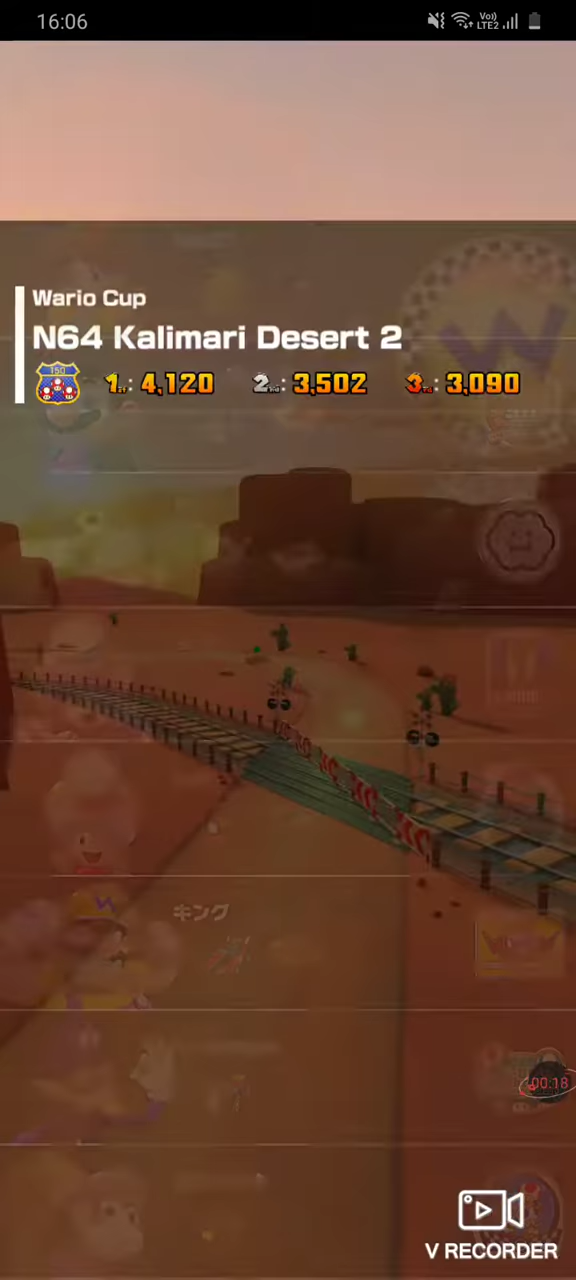 16:06
Vo)) LTE2
Wario Cup
N64 Kalimari Desert 2
150 1st: 4,120 2nd: 3,502 3rd: 3,090
キング
00:18
V RECORDER